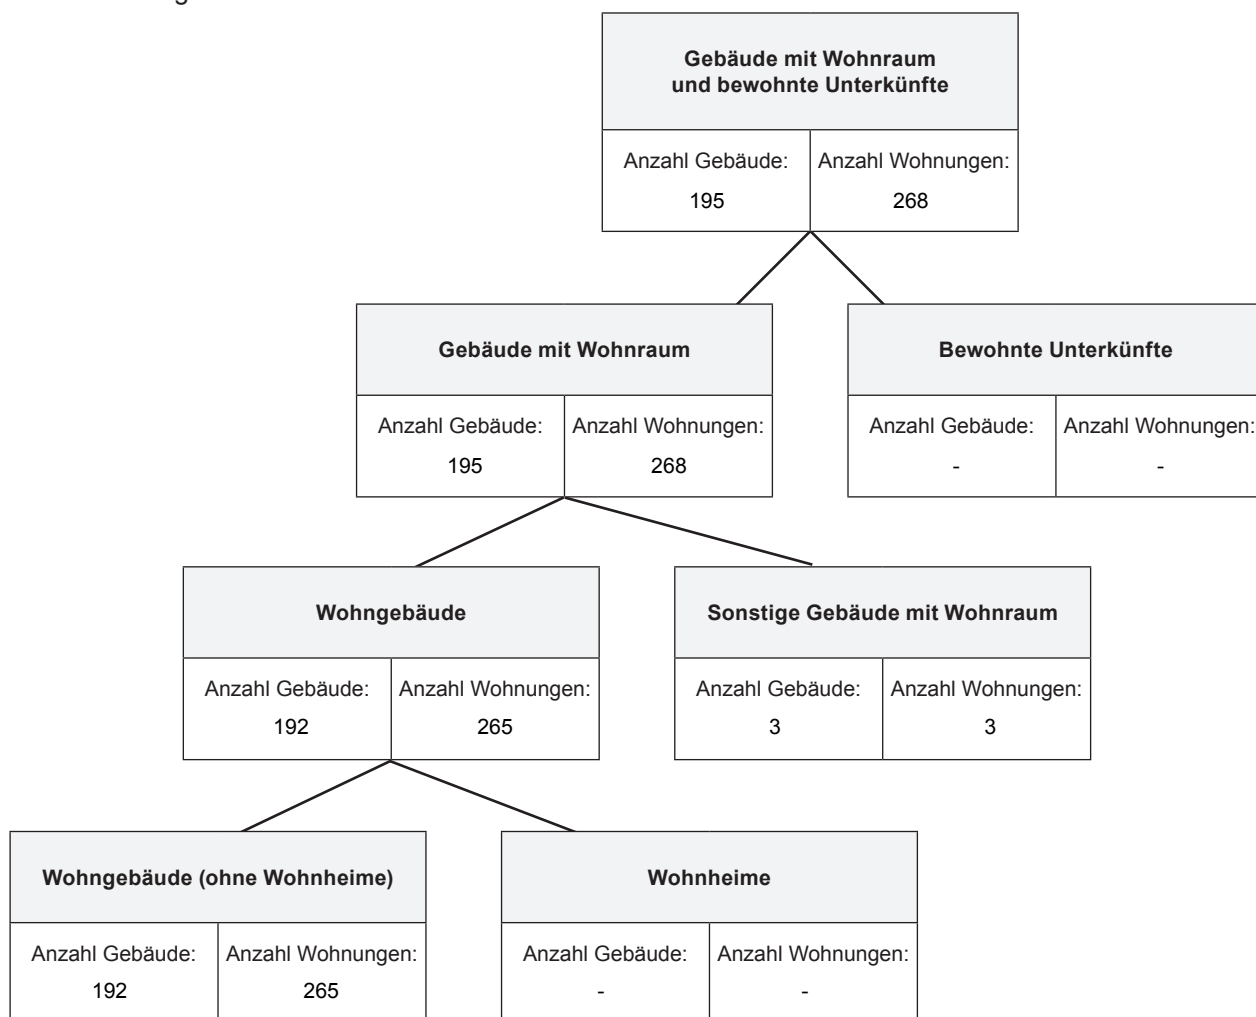 Gebäude mit Wohnraum
und bewohnte Unterkünfte
Anzahl Gebäude: Anzahl Wohnungen:
195 268
Gebäude mit Wohnraum Bewohnte Unterkünfte
Anzahl Gebäude: Anzahl Wohnungen: Anzahl Gebäude: Anzahl Wohnungen:
195 268 - -
Wohngebäude Sonstige Gebäude mit Wohnraum
Anzahl Gebäude: Anzahl Wohnungen: Anzahl Gebäude: Anzahl Wohnungen:
192 265 3 3
Wohngebäude (ohne Wohnheime) Wohnheime
Anzahl Gebäude: Anzahl Wohnungen: Anzahl Gebäude: Anzahl Wohnungen:
192 265 - -